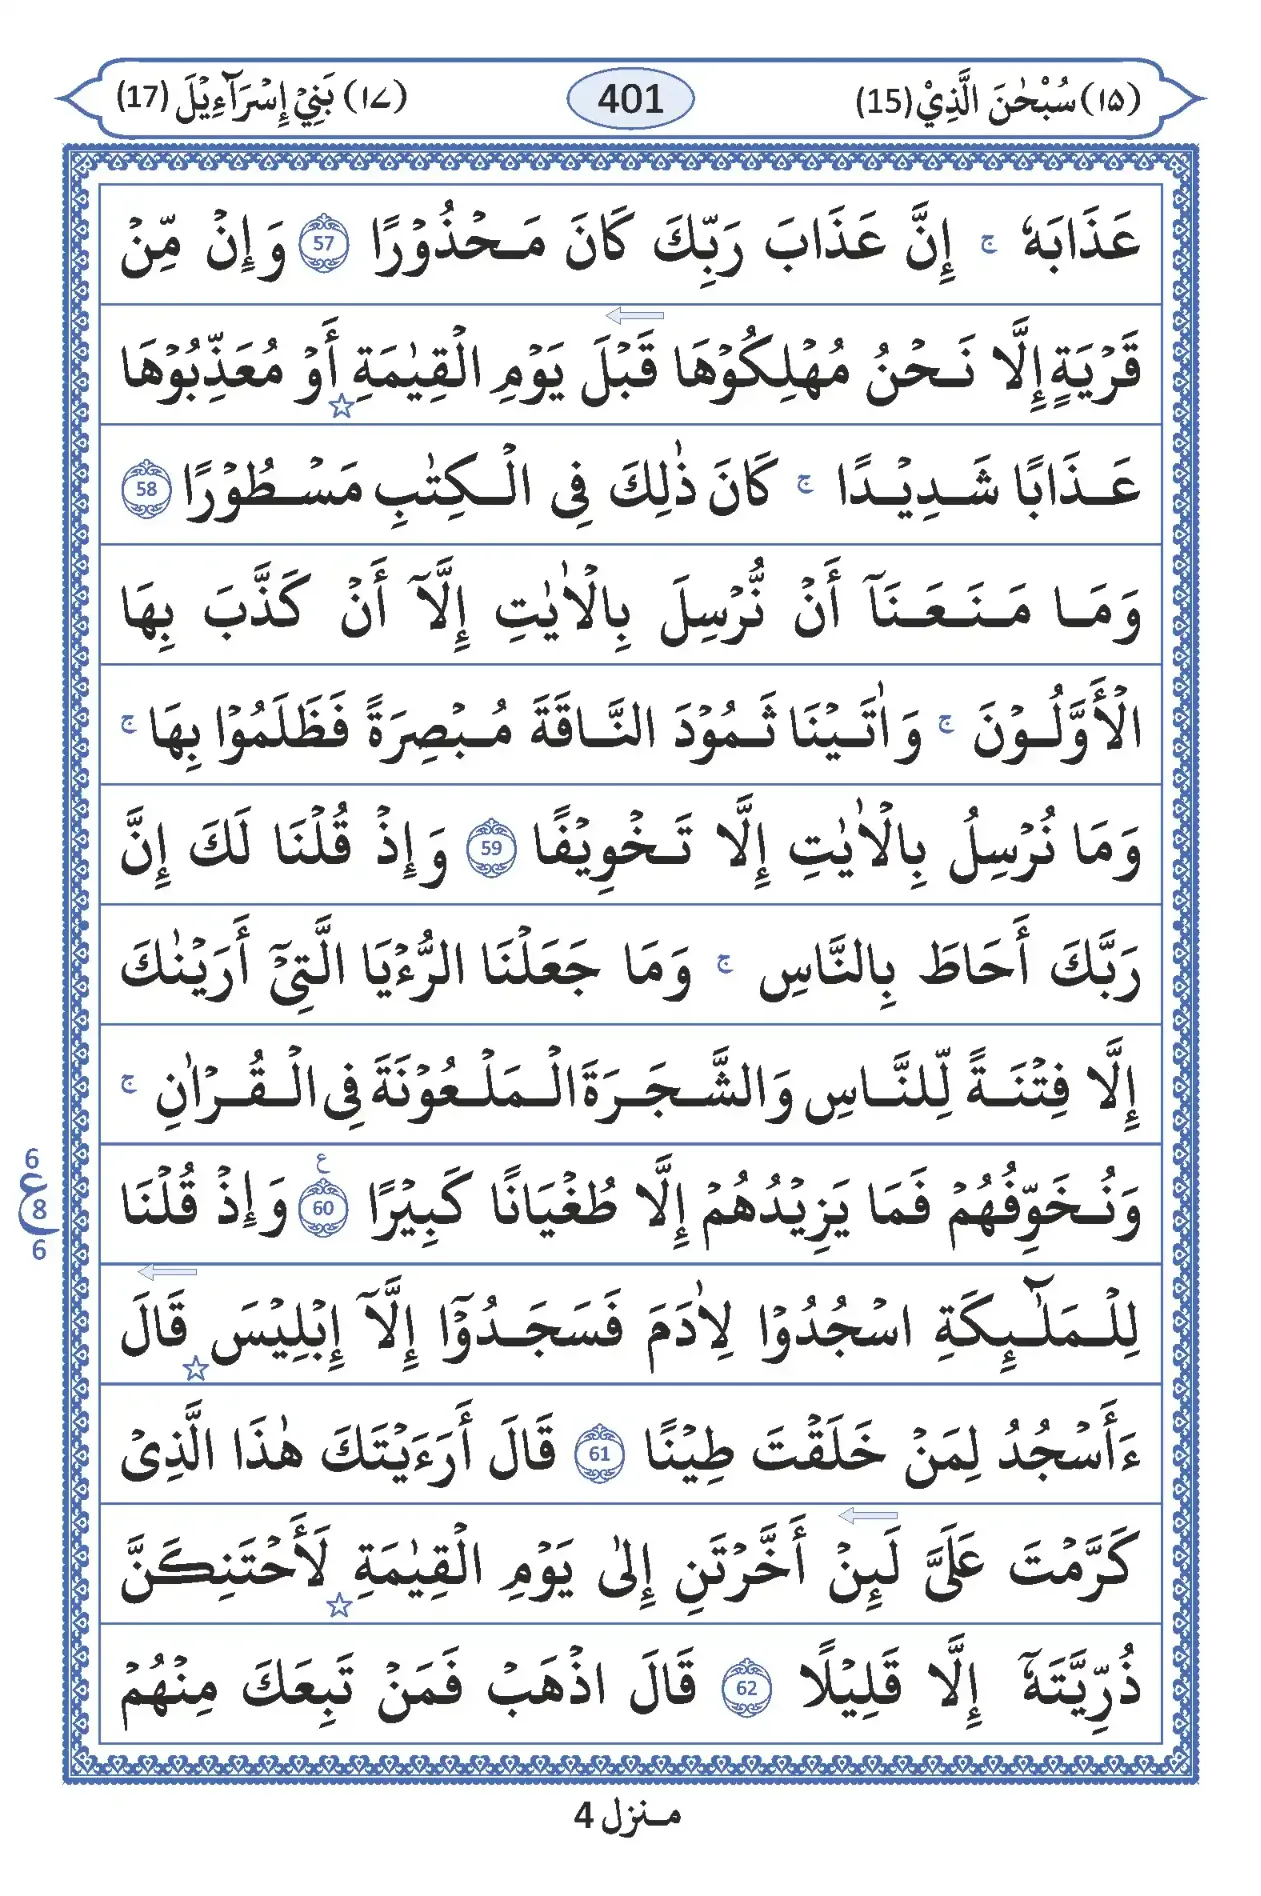 (۱۵) سُبْحٰنَ الَّذِيْ (15) 401 (۱۷) بَنِيْ إِسْرَآءِيْلَ (17)
عَذَابَهٗ ج إِنَّ عَذَابَ رَبِّكَ كَانَ مَحْذُوْرًا 57 وَإِنْ مِّنْ
قَرْيَةٍ إِلَّا نَحْنُ مُهْلِكُوْهَا قَبْلَ يَوْمِ الْقِيٰمَةِ أَوْ مُعَذِّبُوْهَا
عَذَابًا شَدِيْدًا ج كَانَ ذٰلِكَ فِى الْكِتٰبِ مَسْطُوْرًا 58
وَمَا مَنَعَنَآ أَنْ نُّرْسِلَ بِالْاٰيٰتِ إِلَّآ أَنْ كَذَّبَ بِهَا
الْأَوَّلُوْنَ ج وَاٰتَيْنَا ثَمُوْدَ النَّاقَةَ مُبْصِرَةً فَظَلَمُوْا بِهَا ج
وَمَا نُرْسِلُ بِالْاٰيٰتِ إِلَّا تَخْوِيْفًا 59 وَإِذْ قُلْنَا لَكَ إِنَّ
رَبَّكَ أَحَاطَ بِالنَّاسِ ج وَمَا جَعَلْنَا الرُّءْيَا الَّتِىْٓ أَرَيْنٰكَ
إِلَّا فِتْنَةً لِّلنَّاسِ وَالشَّجَرَةَ الْمَلْعُوْنَةَ فِى الْقُرْاٰنِ ج
وَنُخَوِّفُهُمْ فَمَا يَزِيْدُهُمْ إِلَّا طُغْيَانًا كَبِيْرًا ع 60 وَإِذْ قُلْنَا
6
ع 8
6
لِلْمَلٰٓئِكَةِ اسْجُدُوْا لِاٰدَمَ فَسَجَدُوْٓا إِلَّآ إِبْلِيْسَ قَالَ
ءَأَسْجُدُ لِمَنْ خَلَقْتَ طِيْنًا 61 قَالَ أَرَءَيْتَكَ هٰذَا الَّذِىْ
كَرَّمْتَ عَلَىَّ لَئِنْ أَخَّرْتَنِ إِلٰى يَوْمِ الْقِيٰمَةِ لَأَحْتَنِكَنَّ
ذُرِّيَّتَهٗٓ إِلَّا قَلِيْلًا 62 قَالَ اذْهَبْ فَمَنْ تَبِعَكَ مِنْهُمْ
منزل 4